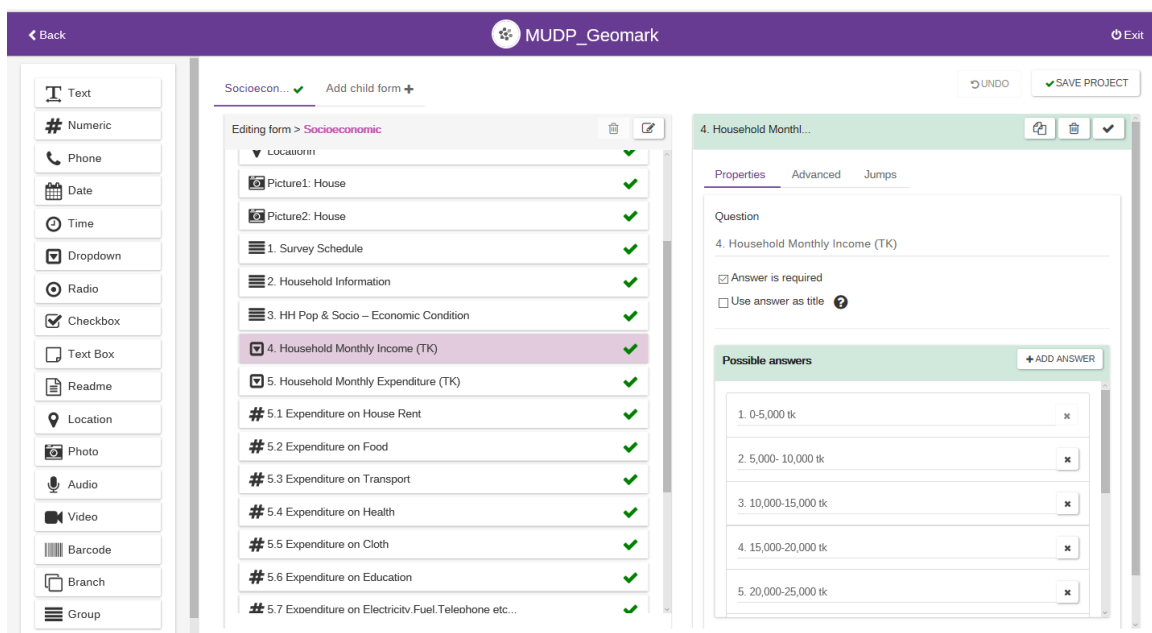 Back
MUDP_Geomark
Exit
Text
Numeric
Phone
Date
Time
Dropdown
Radio
Checkbox
Text Box
Readme
Location
Photo
Audio
Video
Barcode
Branch
Group
Socioecon...
Add child form
UNDO
SAVE PROJECT
Editing form > Socioeconomic
Locationn
Picture1: House
Picture2: House
1. Survey Schedule
2. Household Information
3. HH Pop & Socio – Economic Condition
4. Household Monthly Income (TK)
5. Household Monthly Expenditure (TK)
5.1 Expenditure on House Rent
5.2 Expenditure on Food
5.3 Expenditure on Transport
5.4 Expenditure on Health
5.5 Expenditure on Cloth
5.6 Expenditure on Education
5.7 Expenditure on Electricity,Fuel,Telephone etc...
4. Household Monthl...
Properties Advanced Jumps
Question
4. Household Monthly Income (TK)
Answer is required
Use answer as title ?
Possible answers
ADD ANSWER
1. 0-5,000 tk
2. 5,000- 10,000 tk
3. 10,000-15,000 tk
4. 15,000-20,000 tk
5. 20,000-25,000 tk